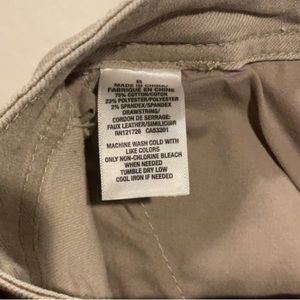 6
MADE IN CHINA/
FABRIQUE EN CHINE
75% COTTON/COTON
23% POLYESTER/POLYESTER
2% SPANDEX/SPANDEX
DRAWSTRING/
CORDON DE SERRAGE:
FAUX LEATHER/SIMILICUIR
RN121726 CA53201
MACHINE WASH COLD WITH
LIKE COLORS
ONLY NON-CHLORINE BLEACH
WHEN NEEDED
TUMBLE DRY LOW
COOL IRON IF NEEDED